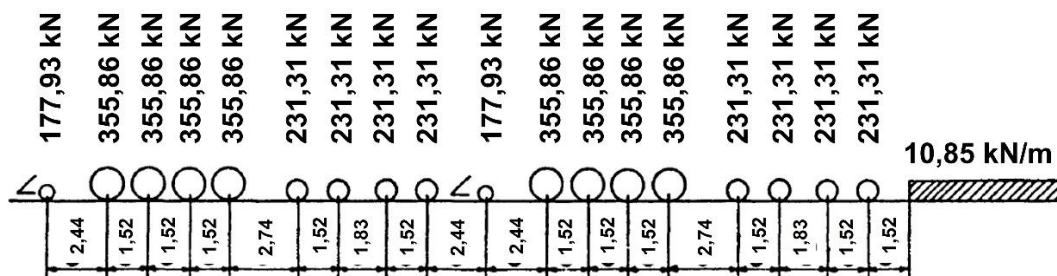 177,93 kN 355,86 kN 355,86 kN 355,86 kN 355,86 kN 231,31 kN 231,31 kN 231,31 kN 231,31 kN 177,93 kN 355,86 kN 355,86 kN 355,86 kN 355,86 kN 231,31 kN 231,31 kN 231,31 kN 231,31 kN
10,85 kN/m
2,44 1,52 1,52 1,52 2,74 1,52 1,83 1,52 2,44 2,44 1,52 1,52 1,52 2,74 1,52 1,83 1,52 1,52